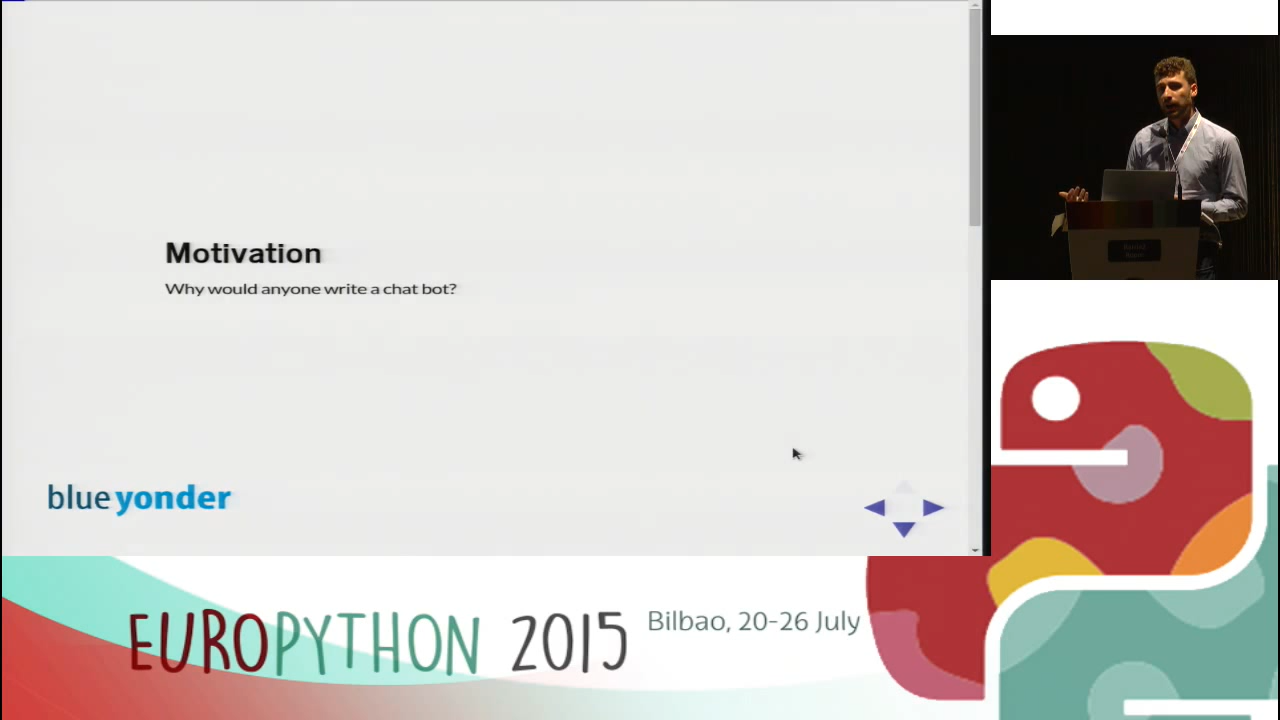 Motivation
Why would anyone write a chat bot?
blue yonder
EUROPYTHON 2015
Bilbao, 20-26 July